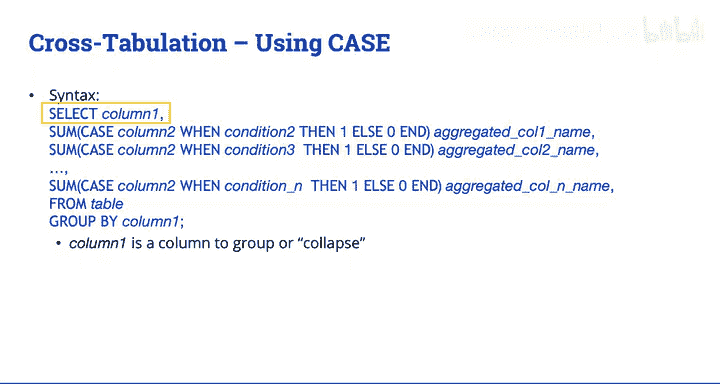 Cross-Tabulation – Using CASE
• Syntax:
SELECT column1,
SUM(CASE column2 WHEN condition2 THEN 1 ELSE 0 END) aggregated_col1_name,
SUM(CASE column2 WHEN condition3 THEN 1 ELSE 0 END) aggregated_col2_name,
…,
SUM(CASE column2 WHEN condition_n THEN 1 ELSE 0 END) aggregated_col_n_name,
FROM table
GROUP BY column1;
• column1 is a column to group or “collapse”